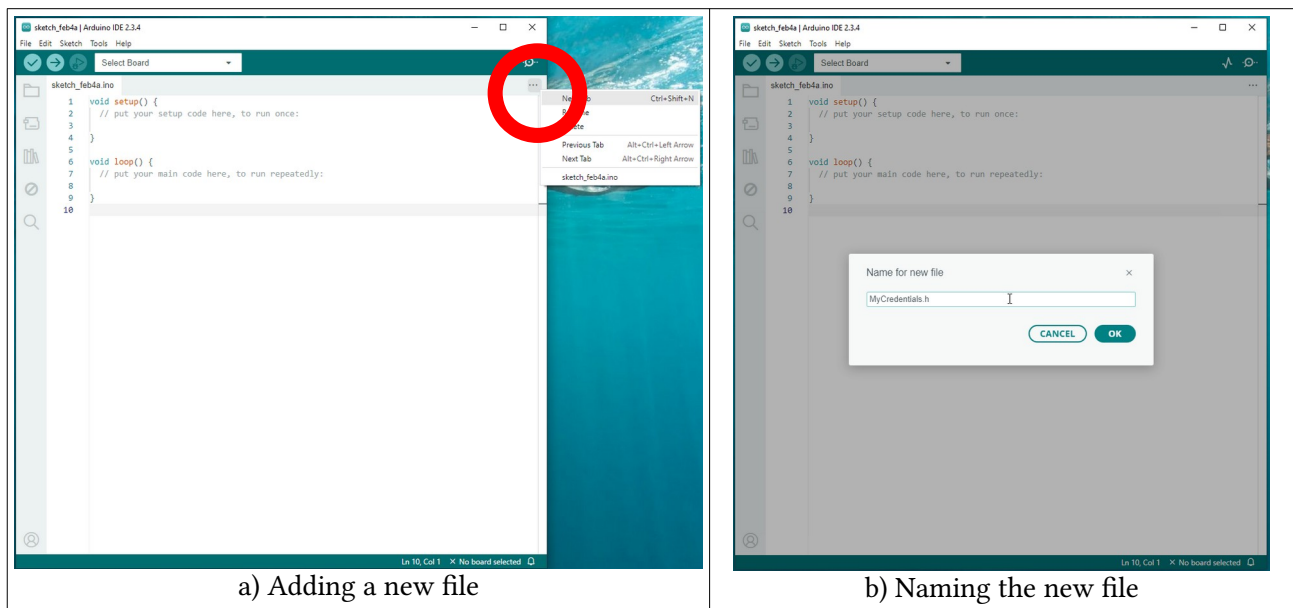 sketch_feb4a | Arduino IDE 2.3.4
File Edit Sketch Tools Help
Select Board
sketch_feb4a.ino
1 void setup() {
2 // put your setup code here, to run once:
3
4 }
5
6 void loop() {
7 // put your main code here, to run repeatedly:
8
9 }
10
Ctrl+Shift+N
Previous Tab Alt+Ctrl+Left Arrow
Next Tab Alt+Ctrl+Right Arrow
sketch_feb4a.ino
Ln 10, Col 1 × No board selected
a) Adding a new file
sketch_feb4a | Arduino IDE 2.3.4
File Edit Sketch Tools Help
Select Board
sketch_feb4a.ino
1 void setup() {
2 // put your setup code here, to run once:
3
4 }
5
6 void loop() {
7 // put your main code here, to run repeatedly:
8
9 }
10
Name for new file
MyCredentials.h
CANCEL OK
Ln 10, Col 1 × No board selected
b) Naming the new file